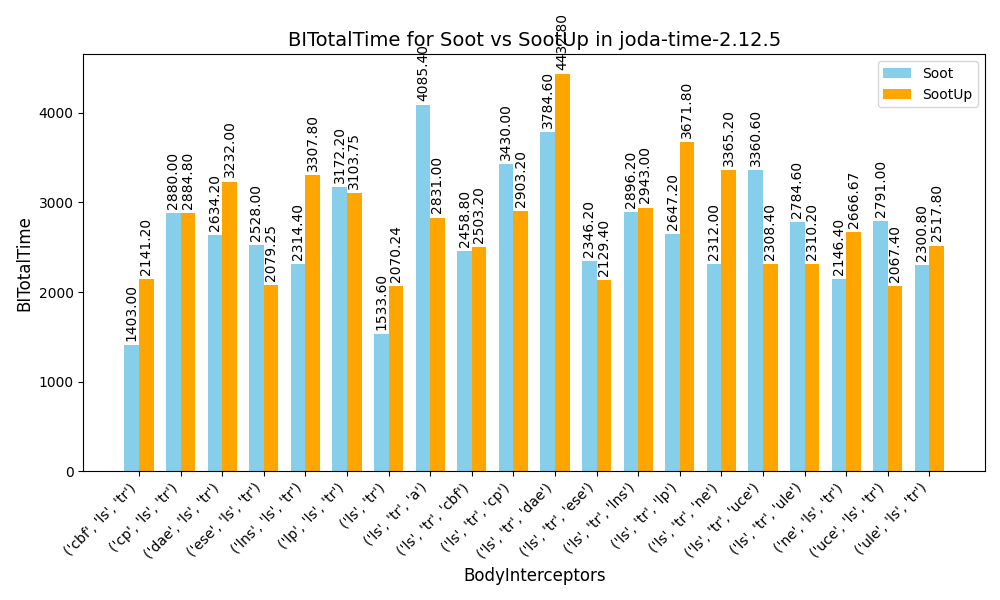 BITotalTime for Soot vs SootUp in joda-time-2.12.5
Soot
SootUp
BITotalTime
4000
3000
2000
1000
0
1403.00
2141.20
2880.00
2884.80
2634.20
3232.00
2528.00
2079.25
2314.40
3307.80
3172.20
3103.75
1533.60
2070.24
4085.40
2831.00
2458.80
2503.20
3430.00
2903.20
3784.60
2346.20
2129.40
2896.20
2943.00
2647.20
3671.80
2312.00
3365.20
3360.60
2308.40
2784.60
2310.20
2146.40
2666.67
2791.00
2067.40
2300.80
2517.80
('cbf', 'ls', 'tr')
('cp', 'ls', 'tr')
('dae', 'ls', 'tr')
('ese', 'ls', 'tr')
('lns', 'ls', 'tr')
('lp', 'ls', 'tr')
('ls', 'tr')
('ls', 'tr', 'a')
('ls', 'tr', 'cbf')
('ls', 'tr', 'cp')
('ls', 'tr', 'dae')
('ls', 'tr', 'ese')
('ls', 'tr', 'lns')
('ls', 'tr', 'lp')
('ls', 'tr', 'ne')
('ls', 'tr', 'uce')
('ls', 'tr', 'ule')
('ne', 'ls', 'tr')
('uce', 'ls', 'tr')
('ule', 'ls', 'tr')
BodyInterceptors